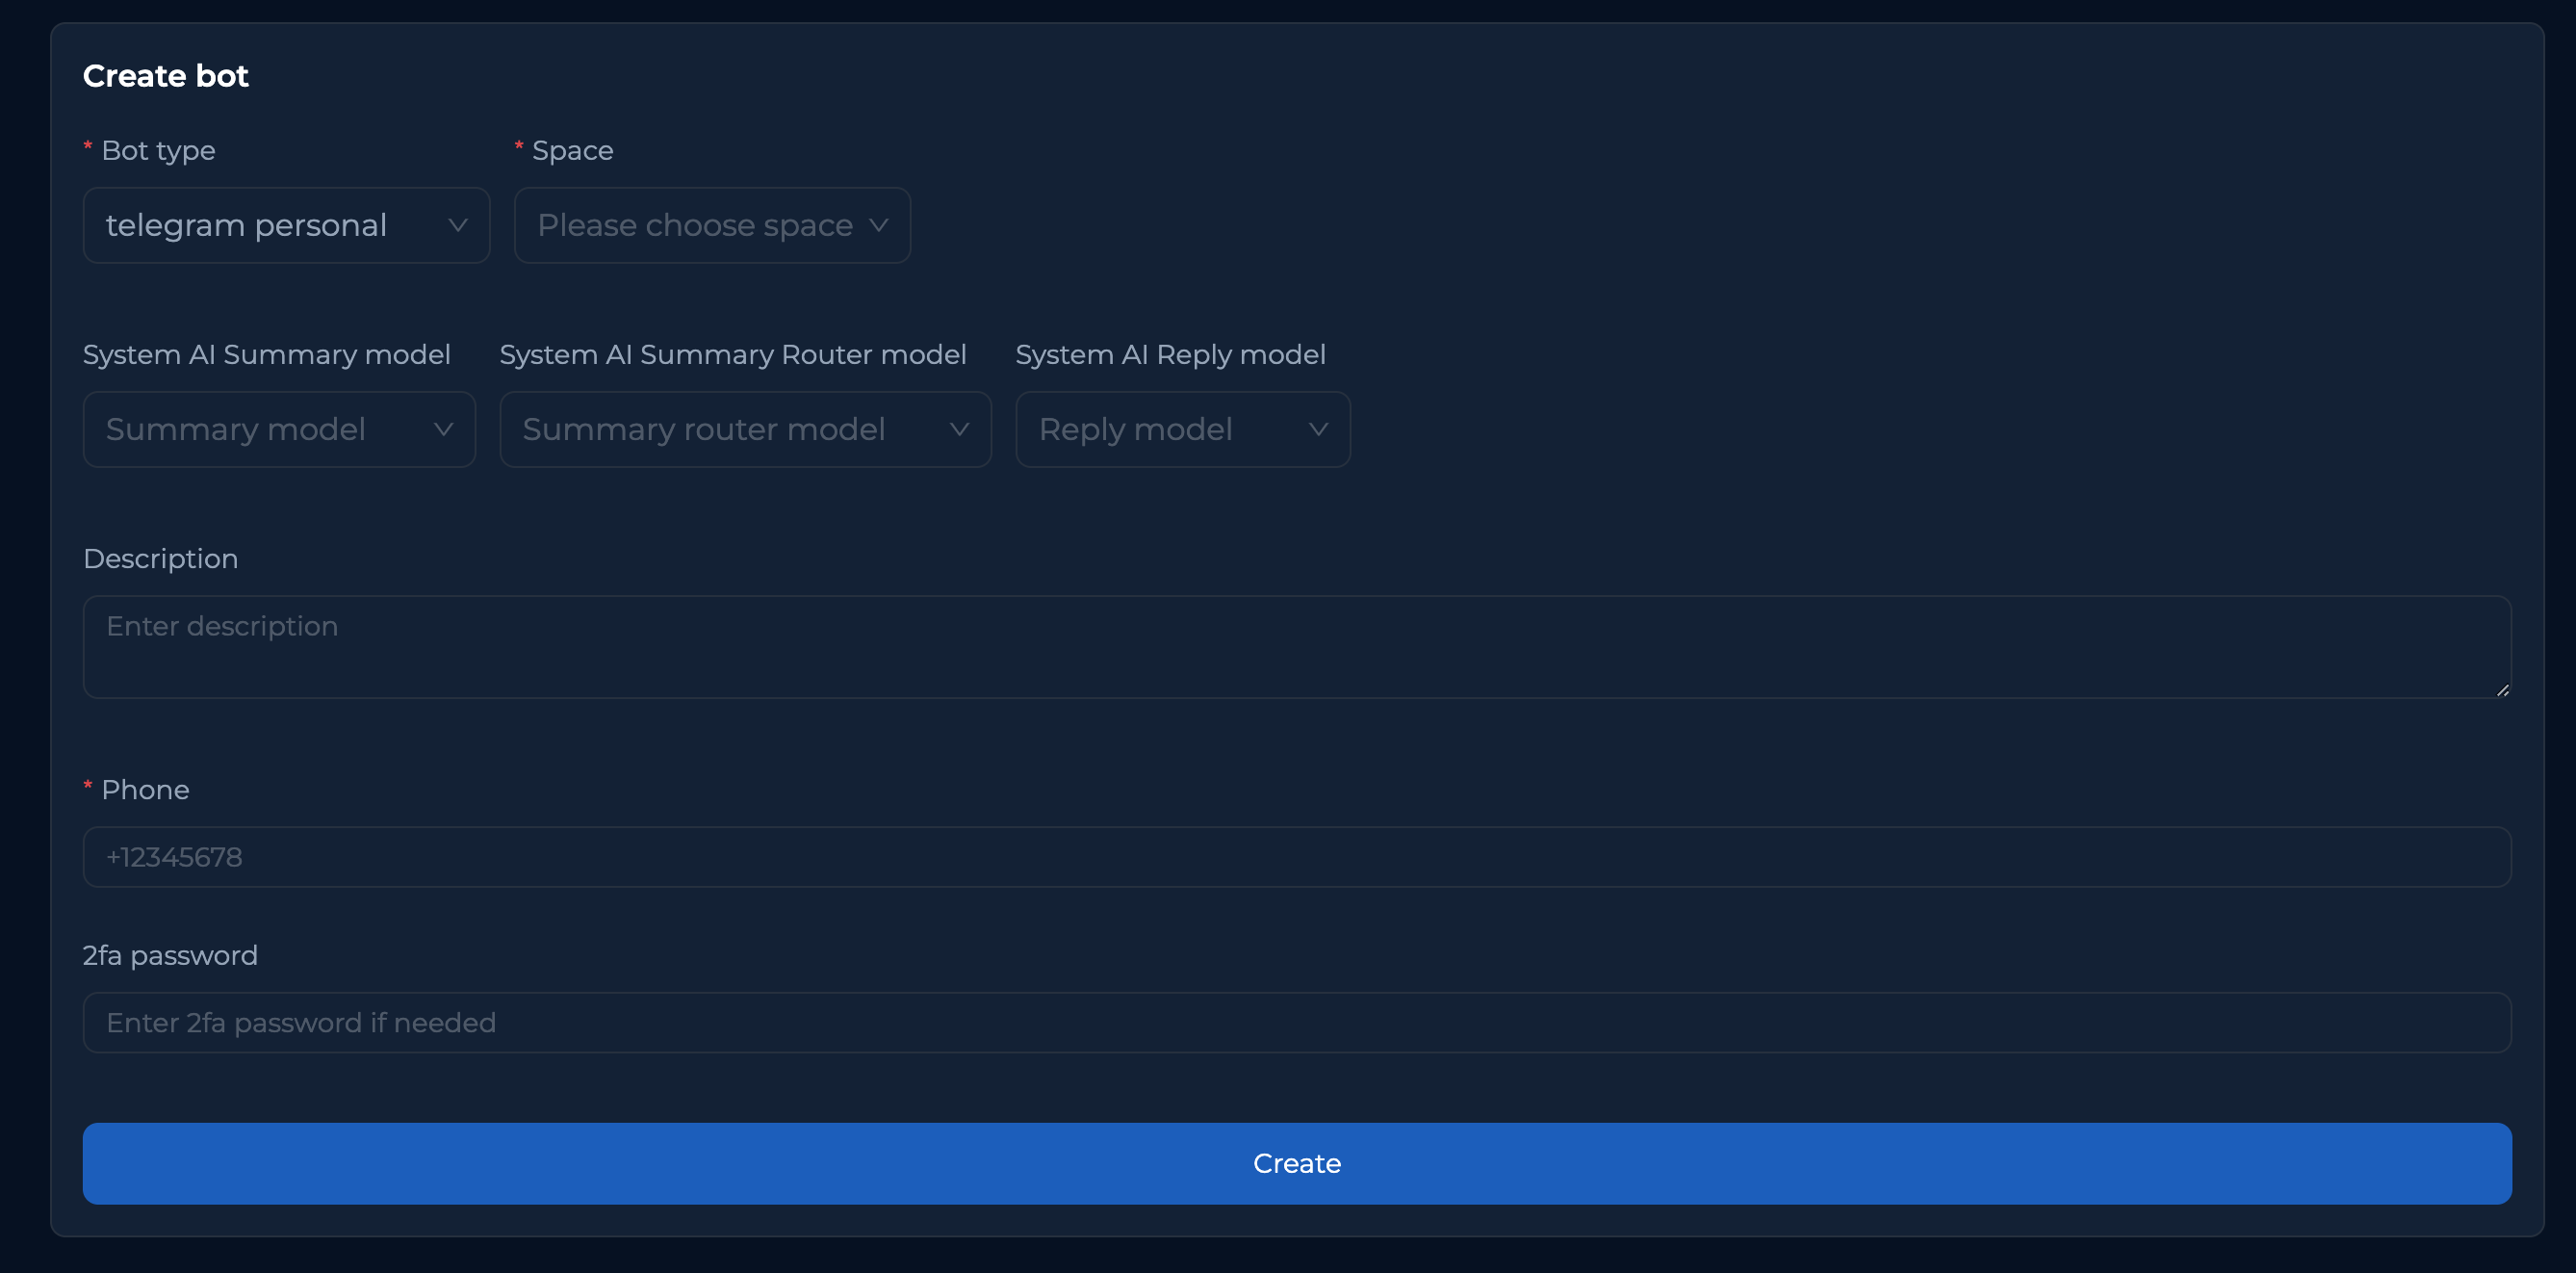 Create bot
* Bot type
* Space
telegram personal
Please choose space
System AI Summary model
System AI Summary Router model
System AI Reply model
Summary model
Summary router model
Reply model
Description
Enter description
* Phone
+12345678
2fa password
Enter 2fa password if needed
Create